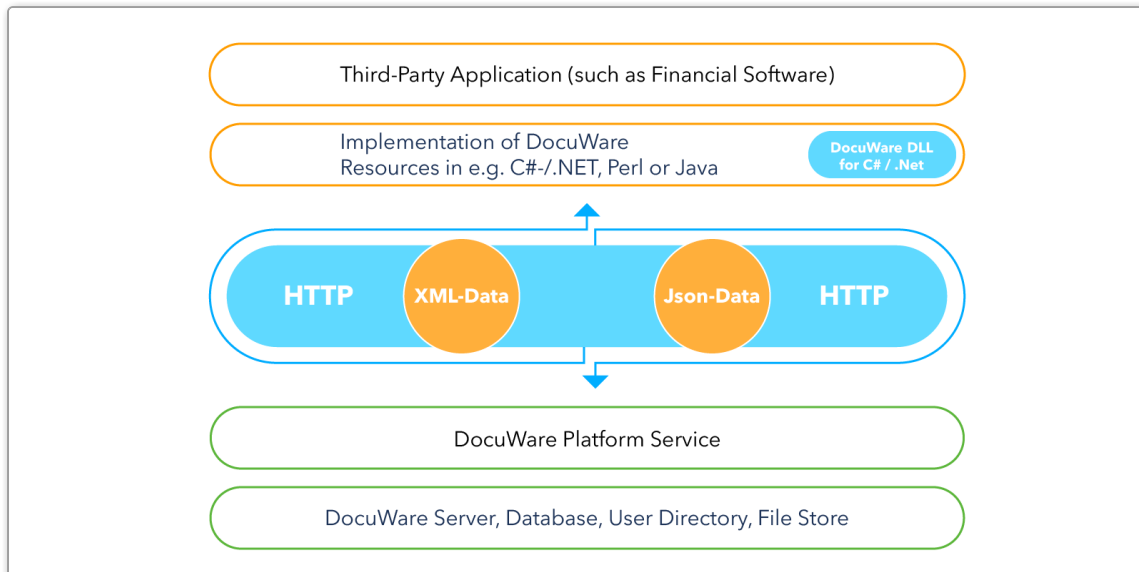 Third-Party Application (such as Financial Software)
Implementation of DocuWare
Resources in e.g. C#-/.NET, Perl or Java
DocuWare DLL
for C# / .Net
HTTP
XML-Data
Json-Data
HTTP
DocuWare Platform Service
DocuWare Server, Database, User Directory, File Store